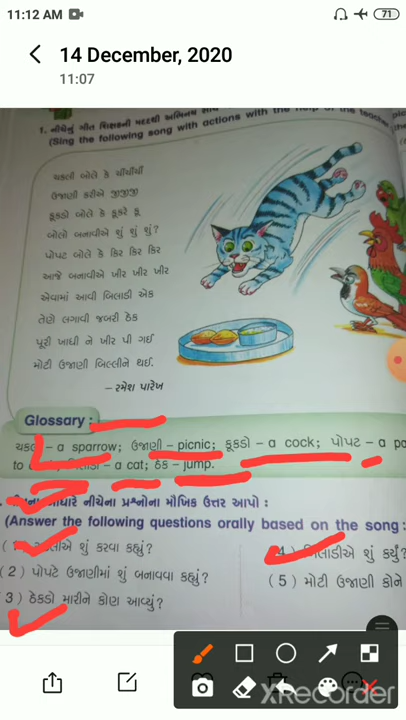 11:12 AM
71
14 December, 2020
11:07
1. નીચેનું ગીત શિક્ષકની મદદથી અભિનય સાથે
(Sing the following song with actions with the help of the teacher
ચકલી બોલે કે ચીંચીંચીં
ઉજાણી કરીએ જીજીજી
કૂકડો બોલે કે કૂકરે કૂ
બોલો બનાવીએ શું શું શું?
પોપટ બોલે કે કિર કિર કિર
આજે બનાવીએ ખીર ખીર ખીર
એવામાં આવી બિલાડી એક
તેણે લગાવી જબરી ઠેક
પૂરી ખાધી ને ખીર પી ગઈ
મોટી ઉજાણી બિલ્લીને થઈ.
– રમેશ પારેખ
Glossary :
– a sparrow; ઉજાણી – picnic; કૂકડો – a cock; પોપટ – a pa
to – a cat; ઠેક – jump.
નીચેના પ્રશ્નોના મૌખિક ઉત્તર આપો :
(Answer the following questions orally based on the song :
શું કરવા કહ્યું?
(4) બિલાડીએ શું કર્યું?
(2) પોપટે ઉજાણીમાં શું બનાવવા કહ્યું?
(5) મોટી ઉજાણી કોને
3) ઠેકડો મારીને કોણ આવ્યું?
XRecorder